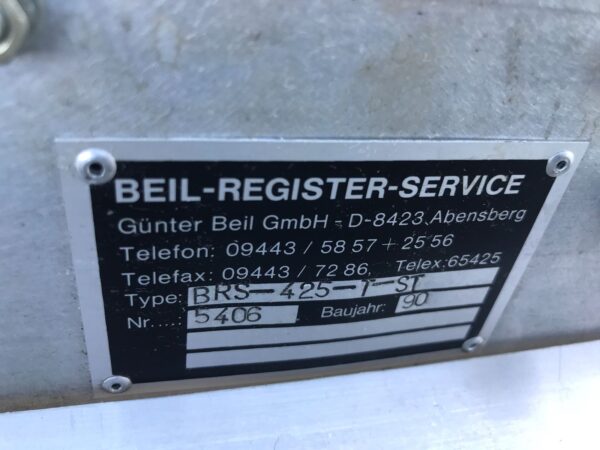 BEIL-REGISTER-SERVICE
Günter Beil GmbH - D-8423 Abensberg
Telefon: 09443 / 58 57 + 25 56
Telefax: 09443 / 72 86. Telex:65425
Type: BRS-425-T-ST
Nr..... 5406 Baujahr: 90